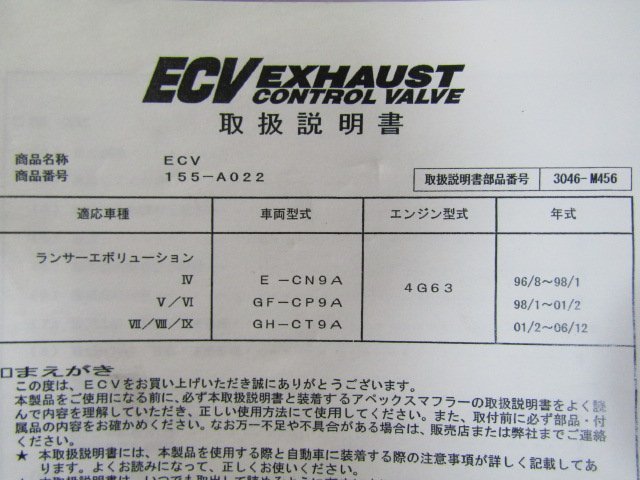 ECV EXHAUST
CONTROL VALVE
取扱説明書
商品名称 ECV
商品番号 155-A022
取扱説明書部品番号 3046-M456
適応車種 車両型式 エンジン型式 年式
ランサーエボリューション
Ⅳ E-CN9A 4G63 96/8～98/1
Ⅴ/Ⅵ GF-CP9A 98/1～01/2
Ⅶ/Ⅷ/Ⅸ GH-CT9A 01/2～06/12
まえがき
この度は、ECVをお買い上げいただき誠にありがとうございます。
本製品をご使用になる前に、必ず本取扱説明書と装着するアペックスマフラーの取扱説明書をよく読
んで内容を理解していただき、正しい使用方法にて使用してください。また、取付前に必ず部品・付
属品の内容をお確かめください。なお万一不足や不具合がある場合は、販売店または弊社までご連絡
ください。
★ 本取扱説明書には、本製品を使用する際と自動車に装着する際の注意事項が詳しく記載してあ
ります。よくお読みになって、正しくお使いください。